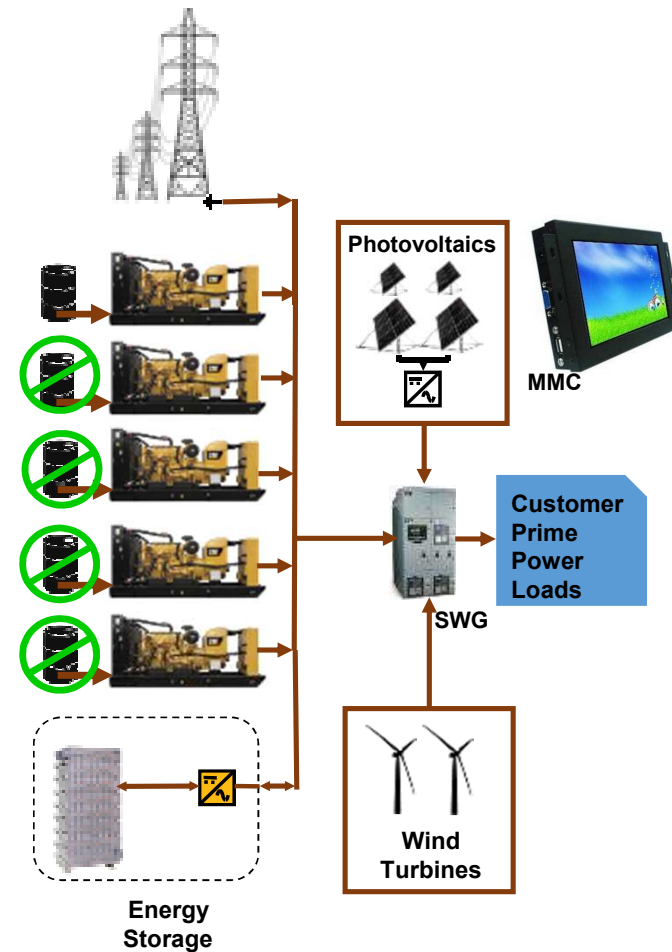 Photovoltaics
MMC
Customer
Prime
Power
Loads
SWG
Wind
Turbines
Energy
Storage